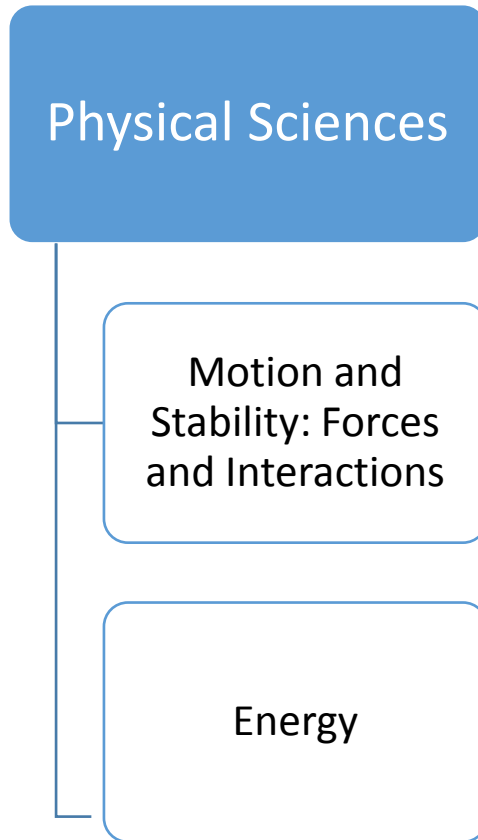 Physical Sciences
Motion and
Stability: Forces
and Interactions
Energy